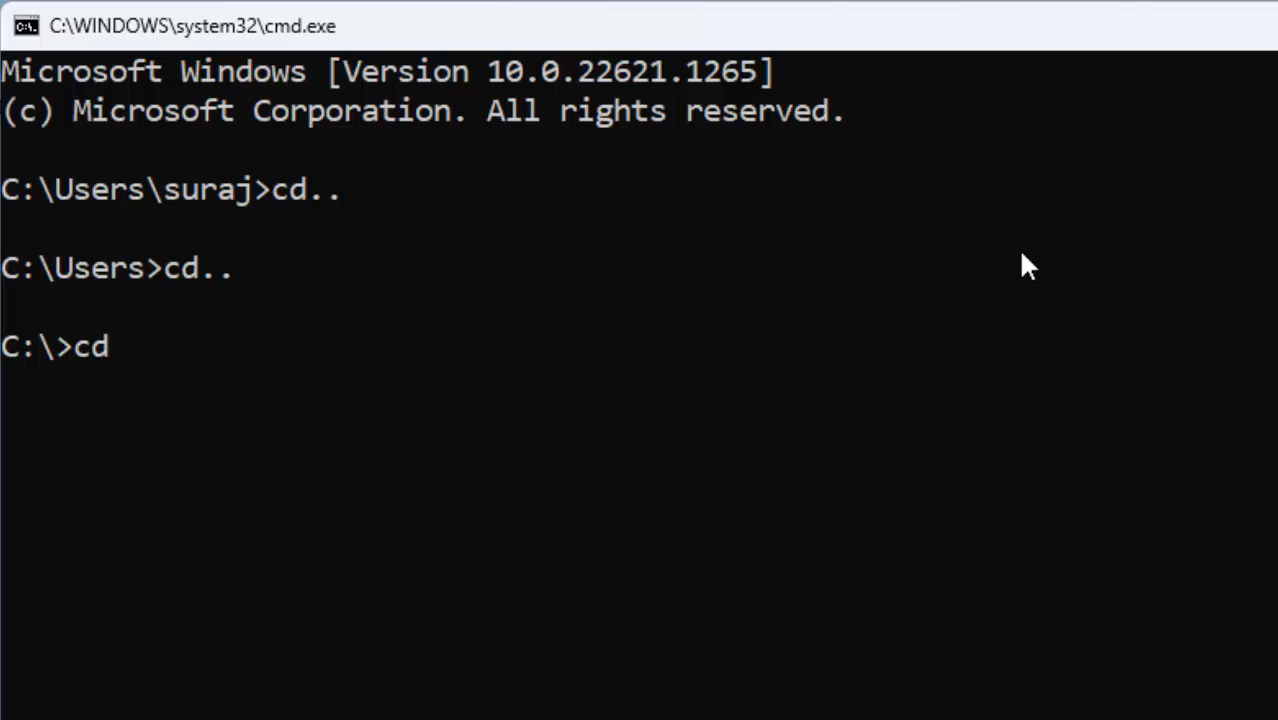 C:\WINDOWS\system32\cmd.exe
Microsoft Windows [Version 10.0.22621.1265]
(c) Microsoft Corporation. All rights reserved.
C:\Users\suraj>cd..
C:\Users>cd..
C:\>cd